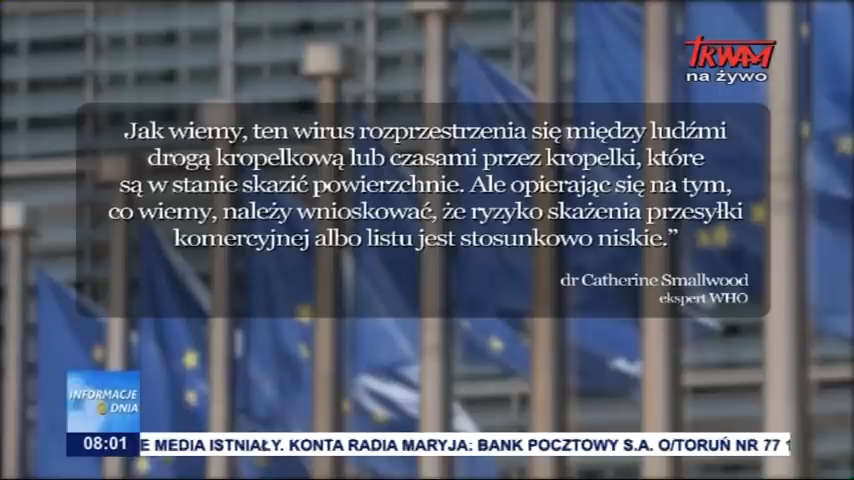 TRWAM
na żywo
Jak wiemy, ten wirus rozprzestrzenia się między ludźmi
drogą kropelkową lub czasami przez kropelki, które
są w stanie skazić powierzchnie. Ale opierając się na tym,
co wiemy, należy wnioskować, że ryzyko skażenia przesyłki
komercyjnej albo listu jest stosunkowo niskie.”
dr Catherine Smallwood
ekspert WHO
INFORMACJE
DNIA
08:01 E MEDIA ISTNIAŁY. KONTA RADIA MARYJA: BANK POCZTOWY S.A. O/TORUŃ NR 77 1